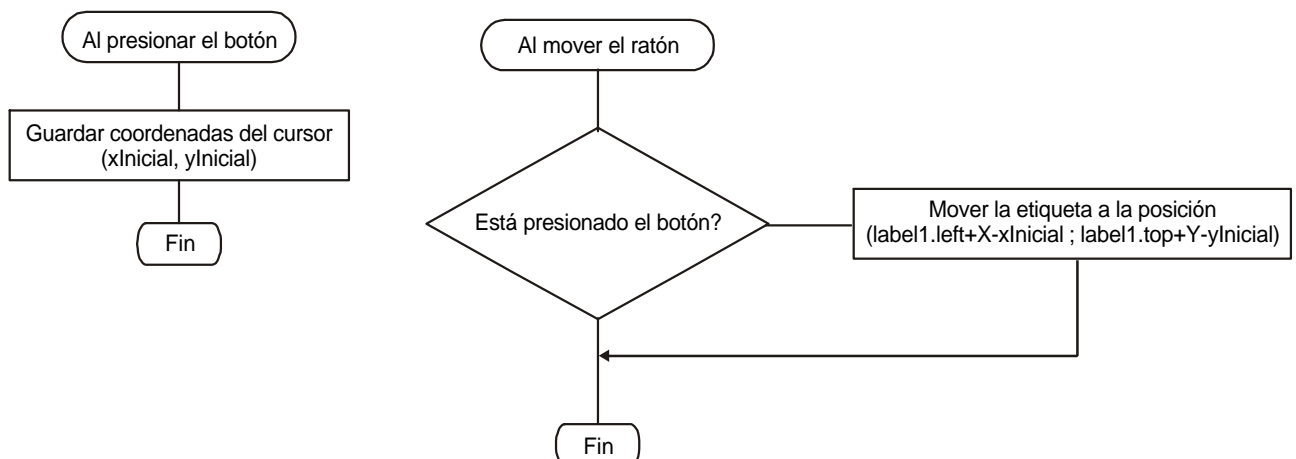 Al presionar el botón
Guardar coordenadas del cursor
(xInicial, yInicial)
Fin
Al mover el ratón
Está presionado el botón?
Mover la etiqueta a la posición
(label1.left+X-xInicial ; label1.top+Y-yInicial)
Fin